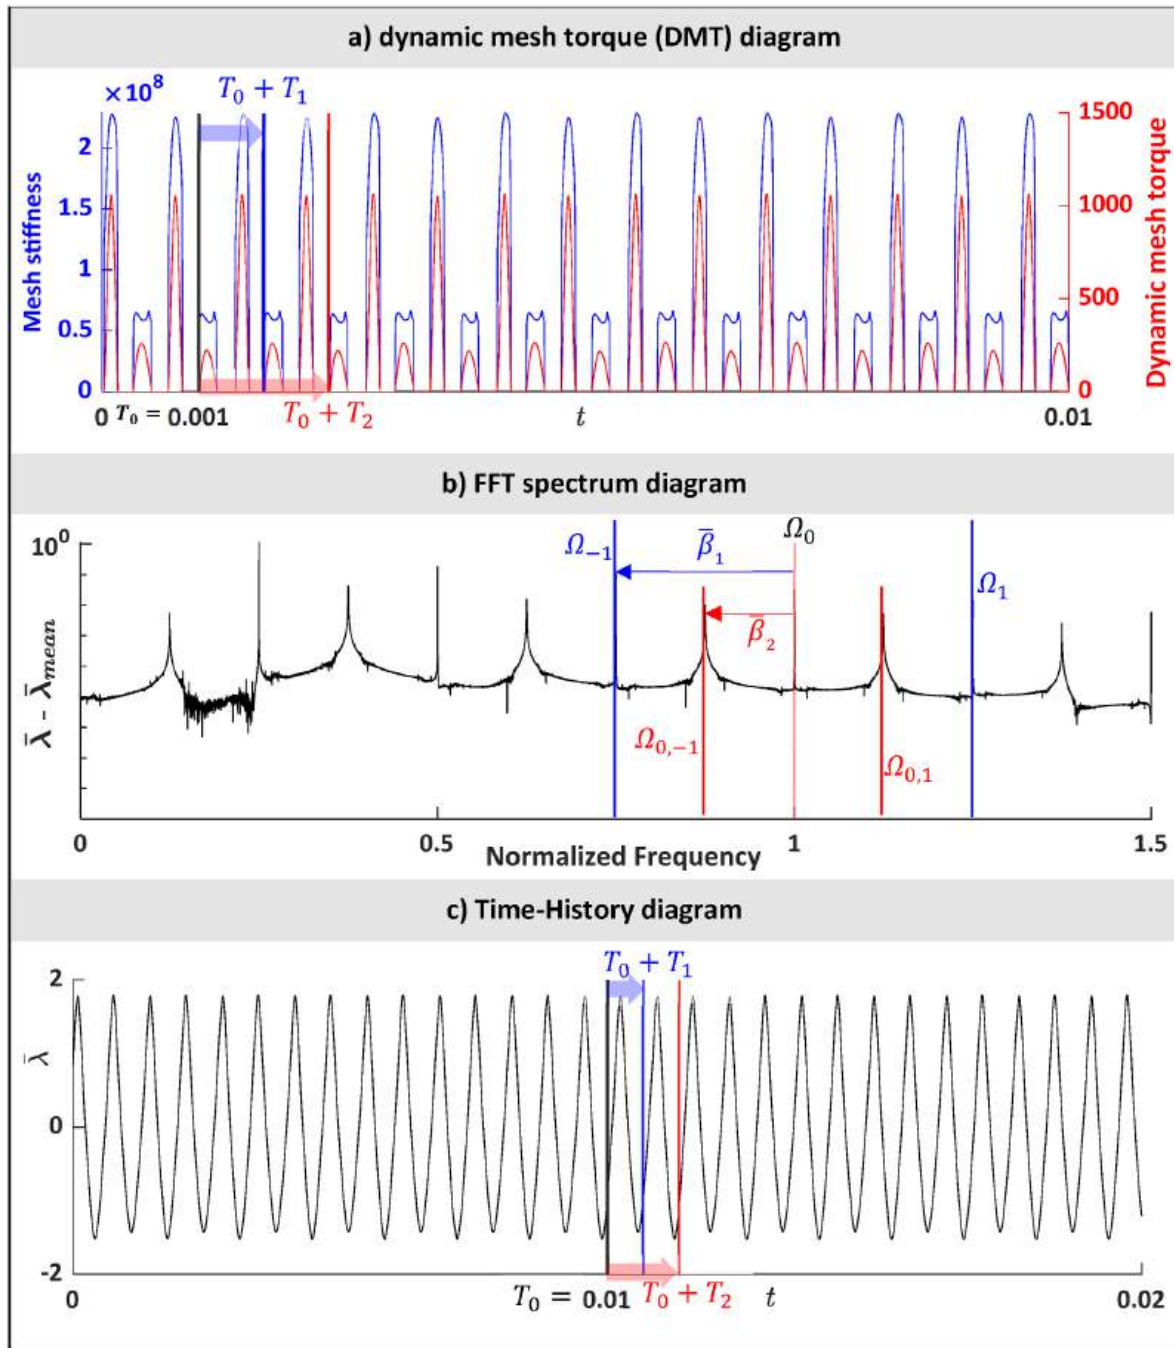 a) dynamic mesh torque (DMT) diagram
×10⁸
T₀ + T₁
1500
2
1.5
1000
1
500
0.5
0
0
Mesh stiffness
Dynamic mesh torque
0
T₀ = 0.001
T₀ + T₂
t
0.01
b) FFT spectrum diagram
10⁰
Ω₋₁
β̅₁
Ω₀
Ω₁
β̅₂
λ̅ - λ̅mean
Ω₀,₋₁
Ω₀,₁
0
0.5
1
1.5
Normalized Frequency
c) Time-History diagram
T₀ + T₁
2
λ̅
0
-2
0
T₀ = 0.01
T₀ + T₂
t
0.02